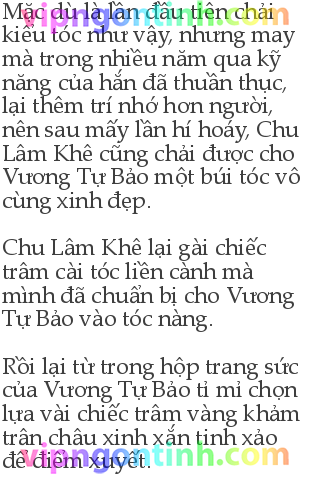 Mặc dù là lần đầu tiên chải
vipngontinh.com
kiểu tóc như vậy, nhưng may
mà trong nhiều năm qua kỹ
năng của hắn đã thuần thục,
lại thêm trí nhớ hơn người,
nên sau mấy lần hí hoáy, Chu
Lâm Khê cũng chải được cho
Vương Tự Bảo một búi tóc vô
cùng xinh đẹp.
Chu Lâm Khê lại gài chiếc
trâm cài tóc liền cành mà
mình đã chuẩn bị cho Vương
Tự Bảo vào tóc nàng.
Rồi lại từ trong hộp trang sức
của Vương Tự Bảo tỉ mỉ chọn
lựa vài chiếc trâm vàng khảm
trân châu xinh xắn tinh xảo
để điểm xuyết.
vipngontinh.com